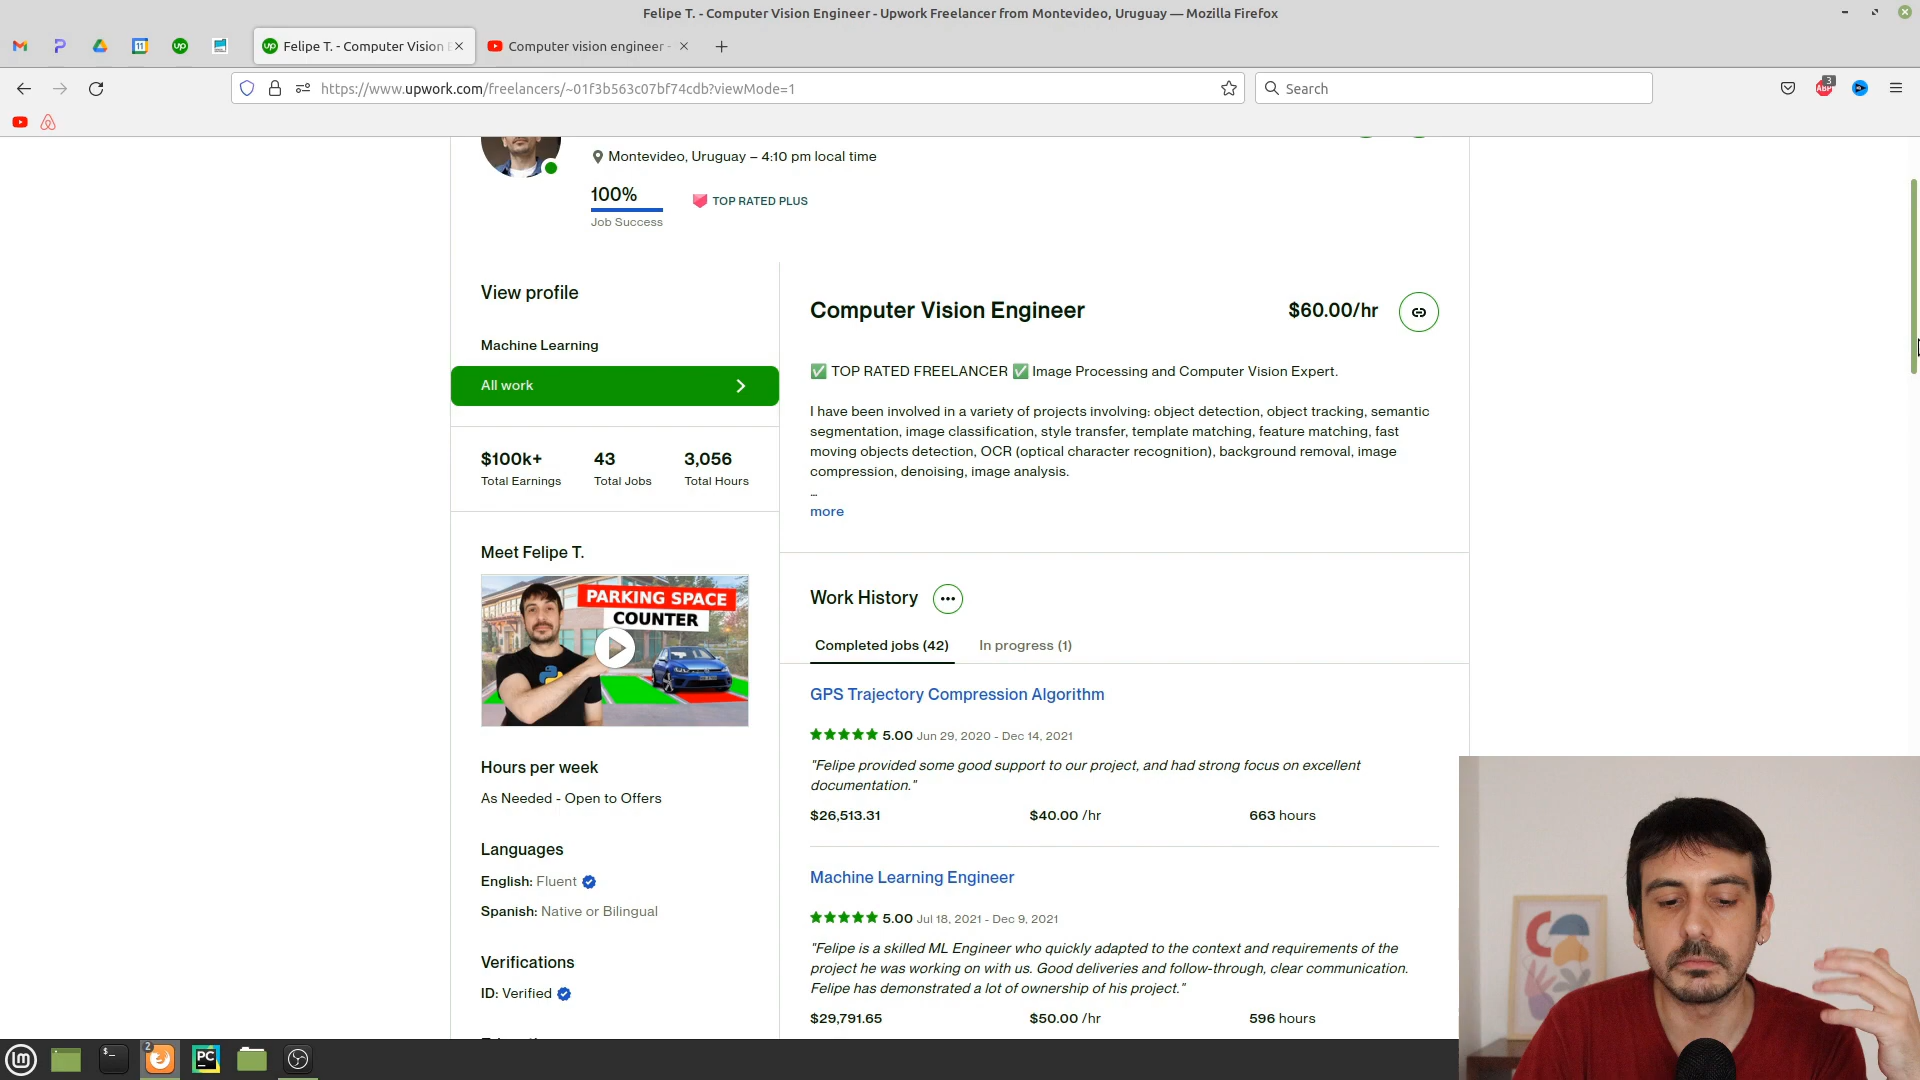 Felipe T. - Computer Vision Engineer - Upwork Freelancer from Montevideo, Uruguay — Mozilla Firefox
Felipe T. - Computer Vision E
Computer vision engineer -
https://www.upwork.com/freelancers/~01f3b563c07bf74cdb?viewMode=1
Search
ABP
3
Montevideo, Uruguay – 4:10 pm local time
100%
Job Success
TOP RATED PLUS
View profile
Machine Learning
All work
$100k+
Total Earnings
43
Total Jobs
3,056
Total Hours
Meet Felipe T.
PARKING SPACE
COUNTER
Hours per week
As Needed - Open to Offers
Languages
English: Fluent
Spanish: Native or Bilingual
Verifications
ID: Verified
Computer Vision Engineer
$60.00/hr
✅ TOP RATED FREELANCER ✅ Image Processing and Computer Vision Expert.
I have been involved in a variety of projects involving: object detection, object tracking, semantic
segmentation, image classification, style transfer, template matching, feature matching, fast
moving objects detection, OCR (optical character recognition), background removal, image
compression, denoising, image analysis.
…
more
Work History
Completed jobs (42)
In progress (1)
GPS Trajectory Compression Algorithm
5.00 Jun 29, 2020 - Dec 14, 2021
"Felipe provided some good support to our project, and had strong focus on excellent
documentation."
$26,513.31
$40.00 /hr
663 hours
Machine Learning Engineer
5.00 Jul 18, 2021 - Dec 9, 2021
"Felipe is a skilled ML Engineer who quickly adapted to the context and requirements of the
project he was working on with us. Good deliveries and follow-through, clear communication.
Felipe has demonstrated a lot of ownership of his project."
$29,791.65
$50.00 /hr
596 hours
2
PC